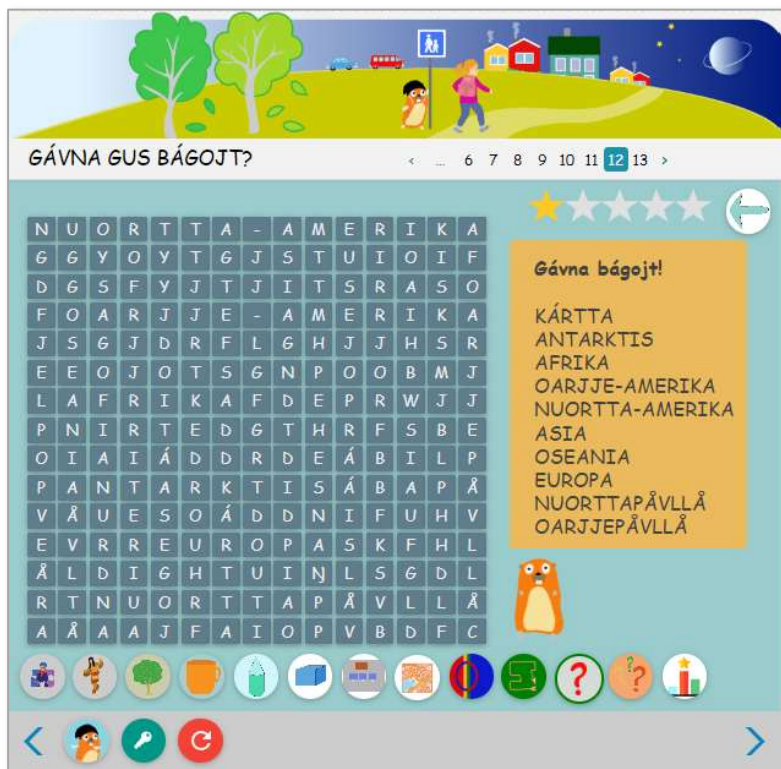 GÁVNA GUS BÁGOJT?
< ... 6 7 8 9 10 11 12 13 >
N U O R T T A - A M E R I K A
G G Y O Y T G J S T U I O I F
D G S F Y J T J I T S R A S O
F O A R J J E - A M E R I K A
J S G J D R F L G H J J H S R
E E O J O T S G N P O O B M J
L A F R I K A F D E P R W J J
P N I R T E D G T H R F S B E
O I A I Á D D R D E Á B I L P
P A N T A R K T I S Á B A P Å
V Å U E S O Á D D N I F U H V
E V R R E U R O P A S K F H L
Å L D I G H T U I Ŋ L S G D L
R T N U O R T T A P Å V L L Å
A Å A A J F A I O P V B D F C
Gávna bágojt!
KÁRTTA
ANTARKTIS
AFRIKA
OARJJE-AMERIKA
NUORTTA-AMERIKA
ASIA
OSEANIA
EUROPA
NUORTTAPÅVLLÅ
OARJJEPÅVLLÅ
? ? ?